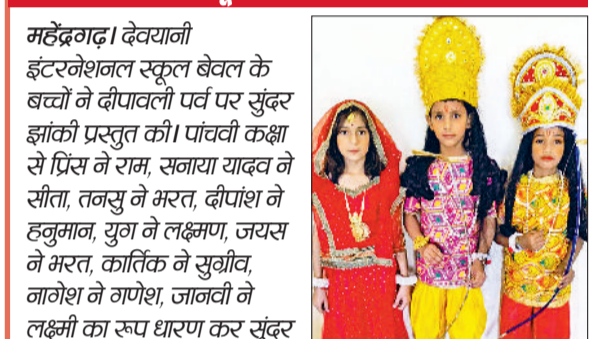 महेंद्रगढ़। देवयानी
इंटरनेशनल स्कूल बेवल के
बच्चों ने दीपावली पर्व पर सुंदर
झांकी प्रस्तुत की। पांचवी कक्षा
से प्रिंस ने राम, सनाया यादव ने
सीता, तनसु ने भरत, दीपांश ने
हनुमान, युग ने लक्ष्मण, जयस
ने भरत, कार्तिक ने सुग्रीव,
नागेश ने गणेश, जानवी ने
लक्ष्मी का रूप धारण कर सुंदर